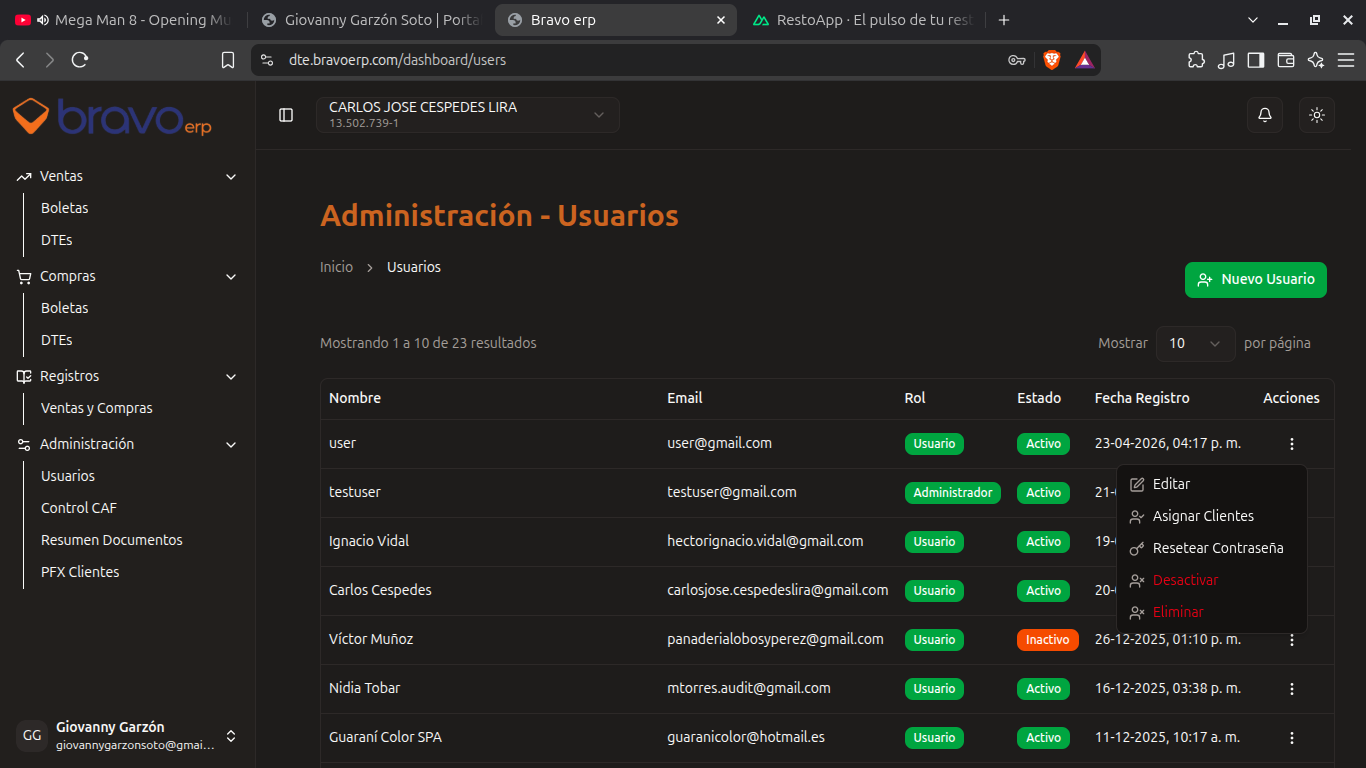 Mega Man 8 - Opening Mu
Giovanny Garzón Soto | Porta
Bravo erp
RestoApp · El pulso de tu rest
dte.bravoerp.com/dashboard/users
bravo erp
CARLOS JOSE CESPEDES LIRA
13.502.739-1
Ventas
Boletas
DTEs
Compras
Boletas
DTEs
Registros
Ventas y Compras
Administración
Usuarios
Control CAF
Resumen Documentos
PFX Clientes
GG
Giovanny Garzón
giovannygarzonsoto@gmai...
Administración - Usuarios
Inicio > Usuarios
Nuevo Usuario
Mostrando 1 a 10 de 23 resultados
Mostrar 10 por página
Nombre Email Rol Estado Fecha Registro Acciones
user user@gmail.com Usuario Activo 23-04-2026, 04:17 p. m.
testuser testuser@gmail.com Administrador Activo 21-
Ignacio Vidal hectorignacio.vidal@gmail.com Usuario Activo 19-
Carlos Cespedes carlosjose.cespedeslira@gmail.com Usuario Activo 20-
Víctor Muñoz panaderialobosyperez@gmail.com Usuario Inactivo 26-12-2025, 01:10 p. m.
Nidia Tobar mtorres.audit@gmail.com Usuario Activo 16-12-2025, 03:38 p. m.
Guaraní Color SPA guaranicolor@hotmail.es Usuario Activo 11-12-2025, 10:17 a. m.
Editar
Asignar Clientes
Resetear Contraseña
Desactivar
Eliminar